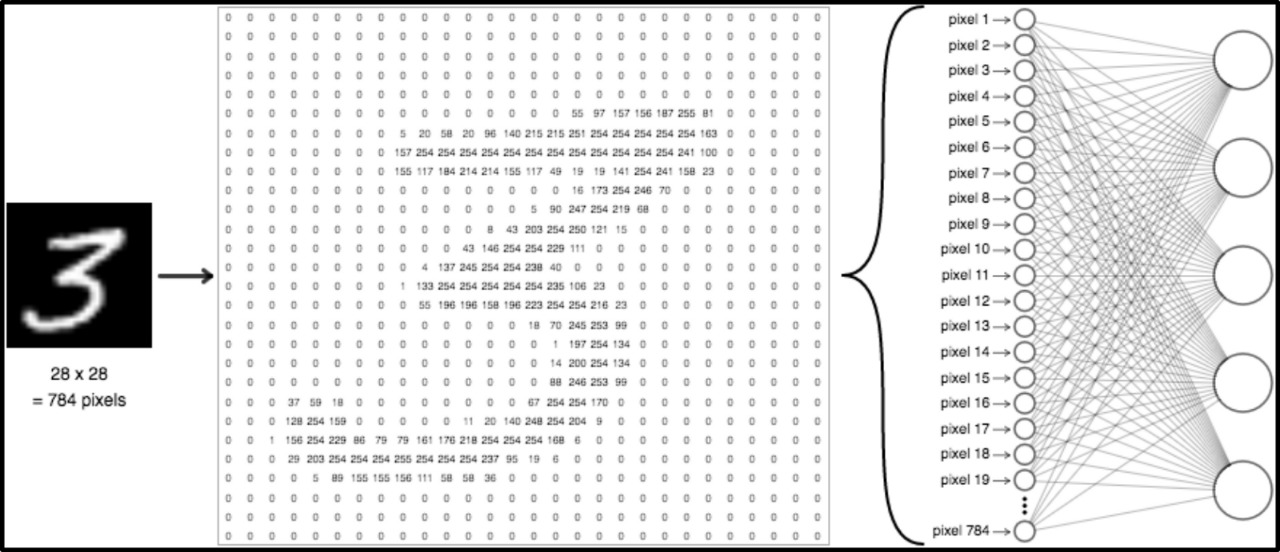 0 0 0 0 0 0 0 0 0 0 0 0 0 0 0 0 0 0 0 0 0 0 0 0 0 0 0 0
0 0 0 0 0 0 0 0 0 0 0 0 0 0 0 0 0 0 0 0 0 0 0 0 0 0 0 0
0 0 0 0 0 0 0 0 0 0 0 0 0 0 0 0 0 0 0 0 0 0 0 0 0 0 0 0
0 0 0 0 0 0 0 0 0 0 0 0 0 0 0 0 0 0 0 0 0 0 0 0 0 0 0 0
0 0 0 0 0 0 0 0 0 0 0 0 0 0 0 0 0 0 0 0 0 0 0 0 0 0 0 0
0 0 0 0 0 0 0 0 0 0 0 0 0 0 0 0 55 97 157 156 187 255 81 0 0 0 0 0
0 0 0 0 0 0 0 0 5 20 58 20 96 140 215 215 251 254 254 254 254 254 163 0 0 0 0 0
0 0 0 0 0 0 0 0 157 254 254 254 254 254 254 254 254 254 254 254 254 241 100 0 0 0 0 0
0 0 0 0 0 0 0 0 155 117 184 214 214 155 117 49 19 19 141 254 241 158 23 0 0 0 0 0
0 0 0 0 0 0 0 0 0 0 0 0 0 0 0 0 16 173 254 246 70 0 0 0 0 0 0 0
0 0 0 0 0 0 0 0 0 0 0 0 0 0 5 90 247 254 219 68 0 0 0 0 0 0 0 0
0 0 0 0 0 0 0 0 0 0 0 0 8 43 203 254 250 121 15 0 0 0 0 0 0 0 0 0
0 0 0 0 0 0 0 0 0 0 0 43 146 254 254 229 111 0 0 0 0 0 0 0 0 0 0 0
0 0 0 0 0 0 0 0 0 4 137 245 254 254 238 40 0 0 0 0 0 0 0 0 0 0 0 0
0 0 0 0 0 0 0 0 1 133 254 254 254 254 254 235 106 23 0 0 0 0 0 0 0 0 0 0
0 0 0 0 0 0 0 0 0 55 196 196 158 196 223 254 254 216 23 0 0 0 0 0 0 0 0 0
0 0 0 0 0 0 0 0 0 0 0 0 0 0 18 70 245 253 99 0 0 0 0 0 0 0 0 0
0 0 0 0 0 0 0 0 0 0 0 0 0 0 0 1 197 254 134 0 0 0 0 0 0 0 0 0
0 0 0 0 0 0 0 0 0 0 0 0 0 0 0 14 200 254 134 0 0 0 0 0 0 0 0 0
0 0 0 0 0 0 0 0 0 0 0 0 0 0 0 88 246 253 99 0 0 0 0 0 0 0 0 0
0 0 0 37 59 18 0 0 0 0 0 0 0 0 67 254 254 170 0 0 0 0 0 0 0 0 0 0
0 0 0 128 254 159 0 0 0 0 0 11 20 140 248 254 204 9 0 0 0 0 0 0 0 0 0 0
0 0 1 156 254 229 86 79 79 161 176 218 254 254 254 168 6 0 0 0 0 0 0 0 0 0 0 0
0 0 0 29 203 254 254 254 255 254 254 254 237 95 19 6 0 0 0 0 0 0 0 0 0 0 0 0
0 0 0 0 5 89 155 155 156 111 58 58 36 0 0 0 0 0 0 0 0 0 0 0 0 0 0 0
0 0 0 0 0 0 0 0 0 0 0 0 0 0 0 0 0 0 0 0 0 0 0 0 0 0 0 0
0 0 0 0 0 0 0 0 0 0 0 0 0 0 0 0 0 0 0 0 0 0 0 0 0 0 0 0
0 0 0 0 0 0 0 0 0 0 0 0 0 0 0 0 0 0 0 0 0 0 0 0 0 0 0 0
3
28 x 28
= 784 pixels
pixel 1
pixel 2
pixel 3
pixel 4
pixel 5
pixel 6
pixel 7
pixel 8
pixel 9
pixel 10
pixel 11
pixel 12
pixel 13
pixel 14
pixel 15
pixel 16
pixel 17
pixel 18
pixel 19
pixel 784